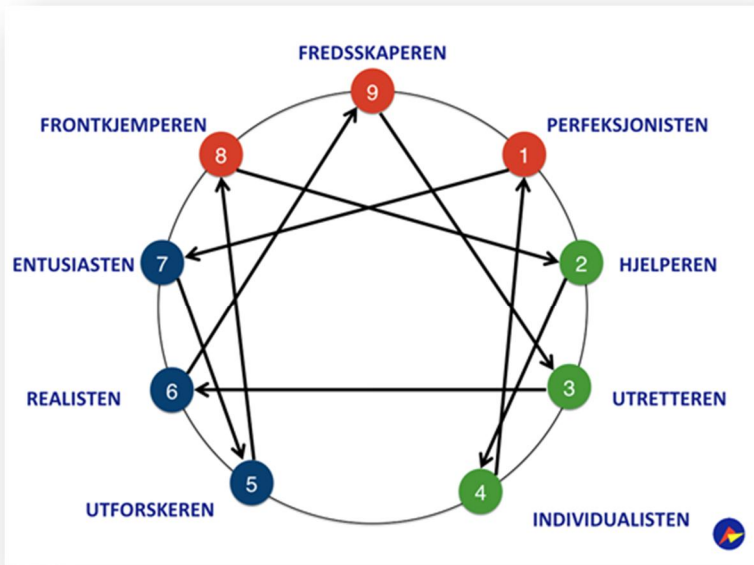 FREDSSKAPEREN
9
FRONTKJEMPEREN
8
1
PERFEKSJONISTEN
ENTUSIASTEN
7
2
HJELPEREN
REALISTEN
6
3
UTRETTEREN
UTFORSKEREN
5
4
INDIVIDUALISTEN